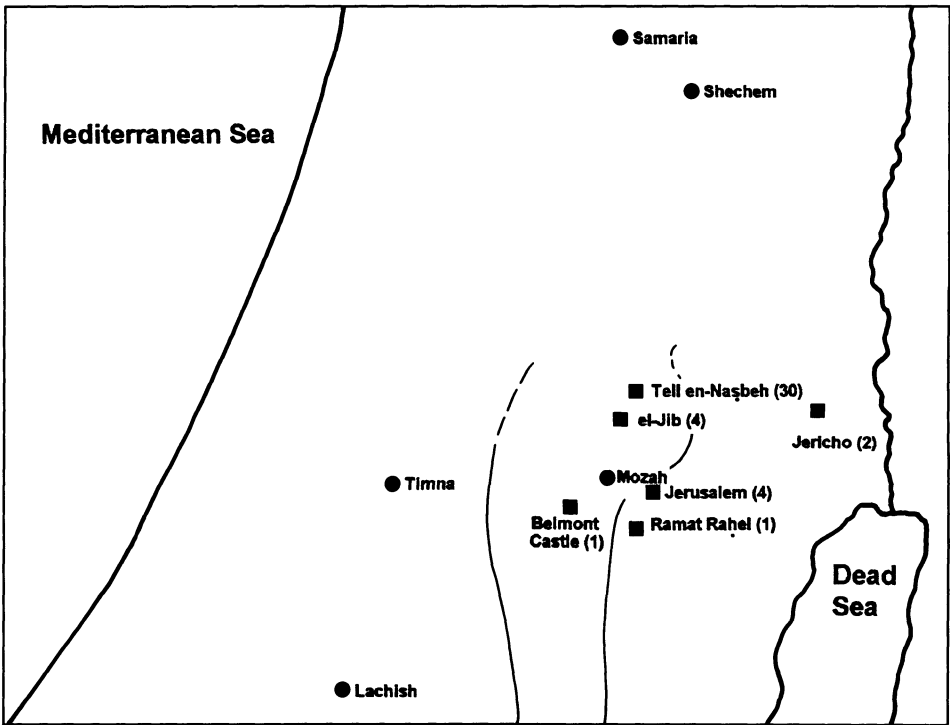 Samaria
Shechem
Mediterranean Sea
Tell en-Naṣbeh (30)
el-Jib (4)
Jericho (2)
Timna
Mozah
Jerusalem (4)
Belmont
Castle (1)
Ramat Raḥel (1)
Dead
Sea
Lachish